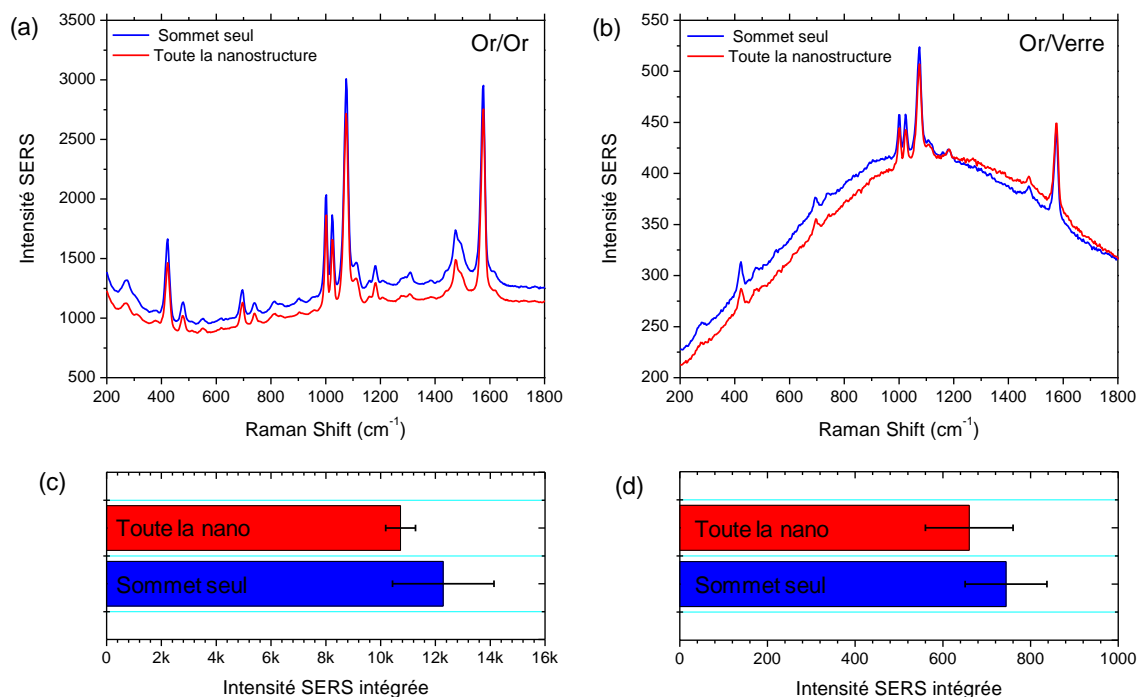 (a)
3500
3000
2500
2000
1500
1000
500
Intensité SERS
Sommet seul
Toute la nanostructure
Or/Or
200 400 600 800 1000 1200 1400 1600 1800
Raman Shift (cm⁻¹)
(b)
550
500
450
400
350
300
250
200
Intensité SERS
Sommet seul
Toute la nanostructure
Or/Verre
200 400 600 800 1000 1200 1400 1600 1800
Raman Shift (cm⁻¹)
(c)
Toute la nano
Sommet seul
0 2k 4k 6k 8k 10k 12k 14k 16k
Intensité SERS intégrée
(d)
Toute la nano
Sommet seul
0 200 400 600 800 1000
Intensité SERS intégrée